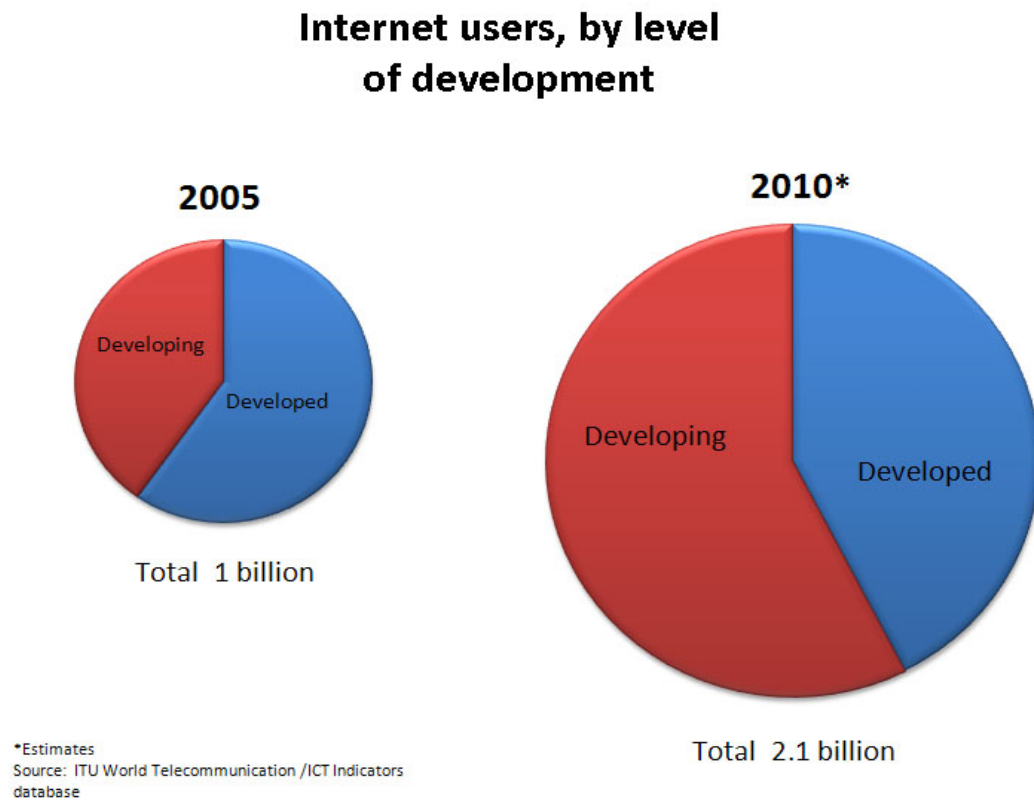 Internet users, by level
of development
2005
Developing
Developed
Total 1 billion
2010*
Developing
Developed
Total 2.1 billion
*Estimates
Source: ITU World Telecommunication /ICT Indicators
database